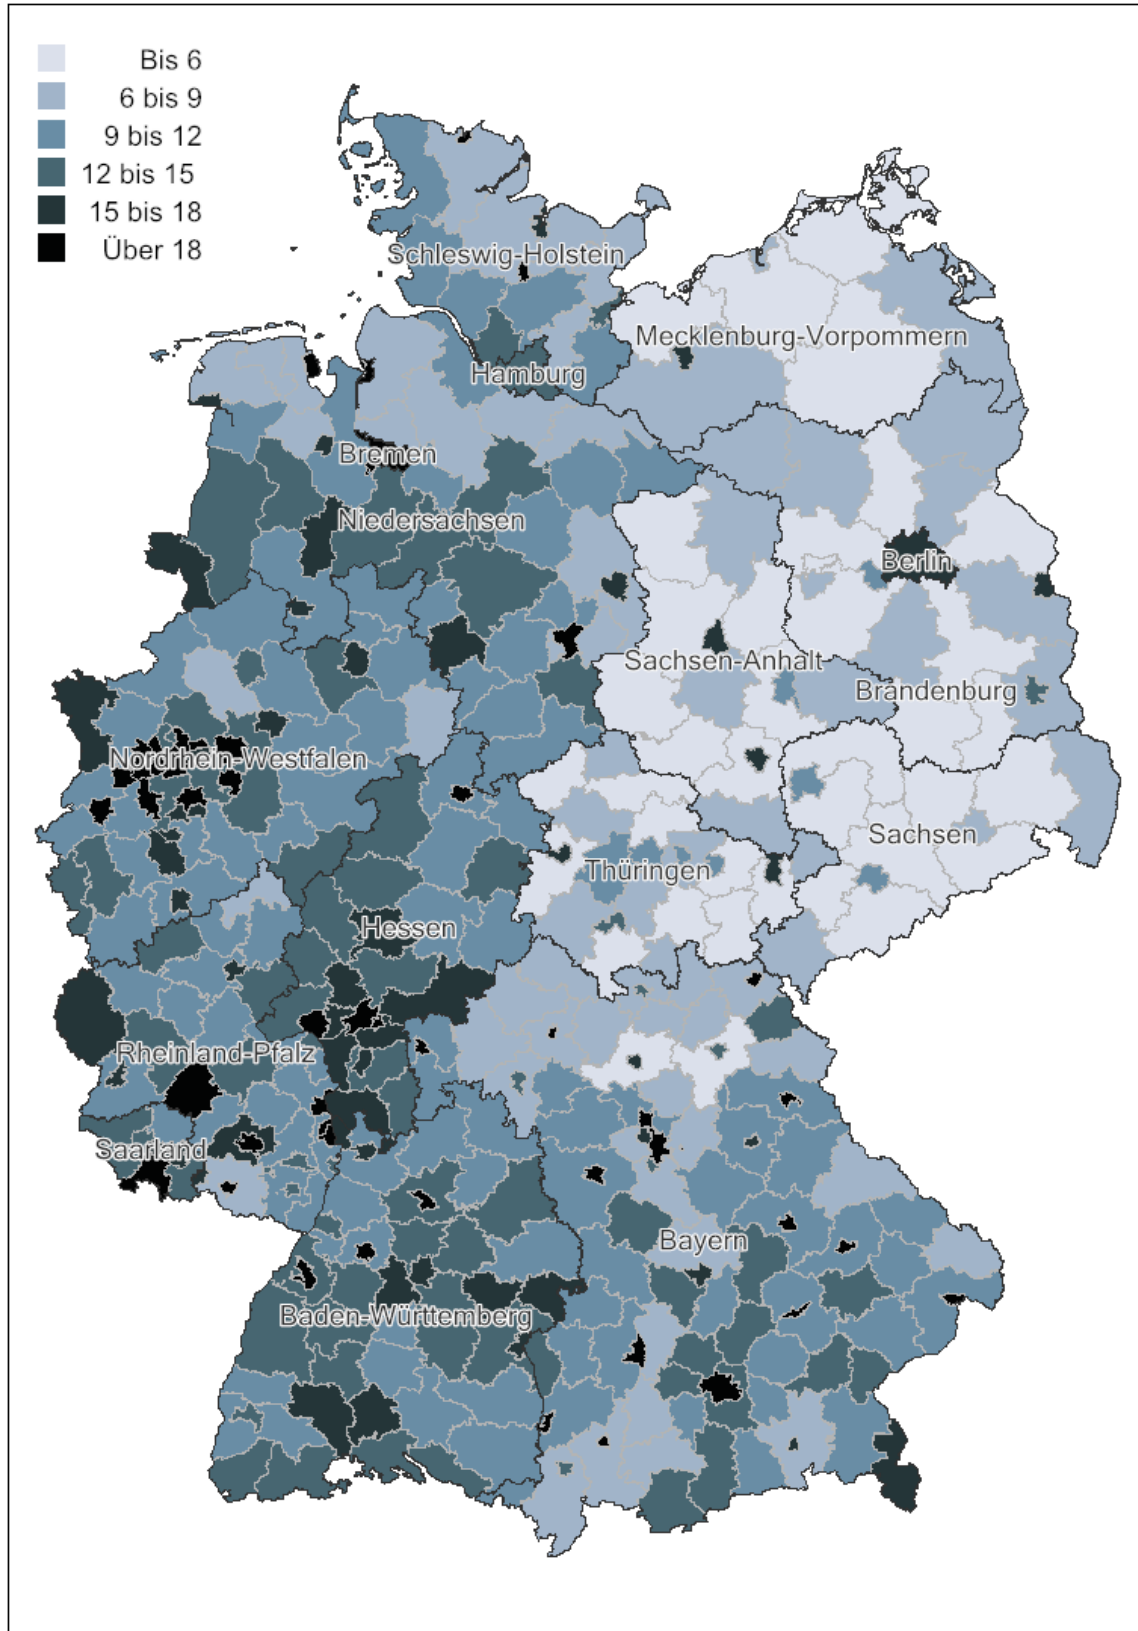 Bis 6
6 bis 9
9 bis 12
12 bis 15
15 bis 18
Über 18
Schleswig-Holstein
Mecklenburg-Vorpommern
Hamburg
Bremen
Niedersachsen
Berlin
Sachsen-Anhalt
Brandenburg
Nordrhein-Westfalen
Sachsen
Thüringen
Hessen
Rheinland-Pfalz
Saarland
Bayern
Baden-Württemberg